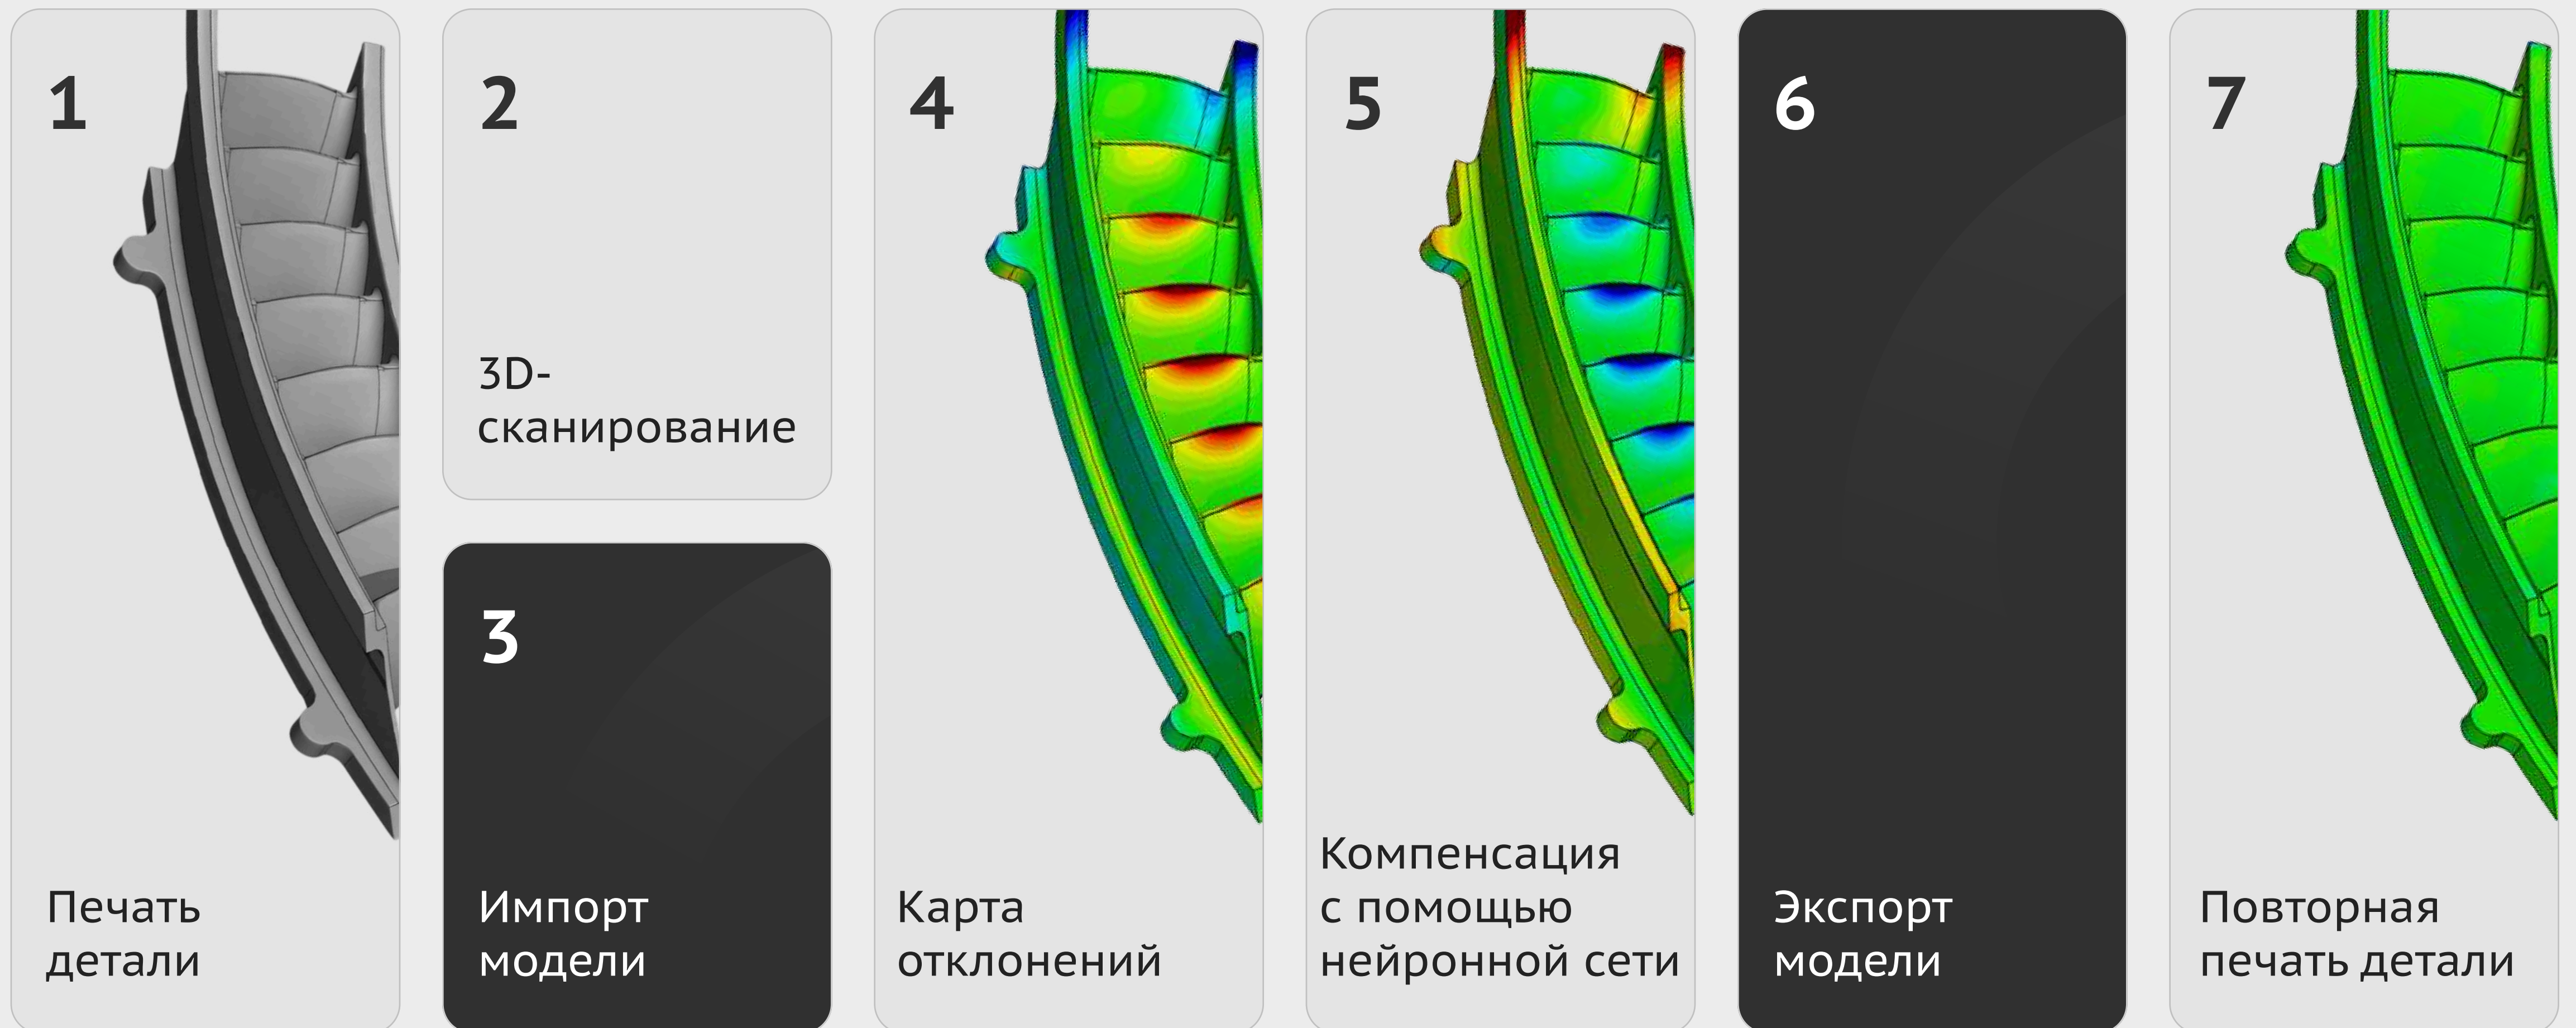 1
Печать
детали
2
3D-
сканирование
3
Импорт
модели
4
Карта
отклонений
5
Компенсация
с помощью
нейронной сети
6
Экспорт
модели
7
Повторная
печать детали